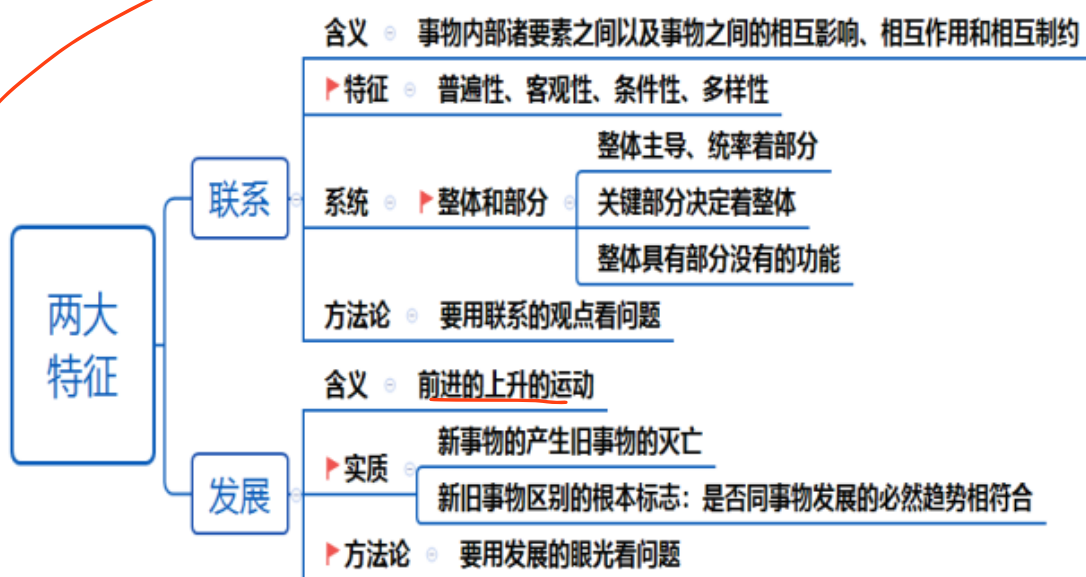 含义 事物内部诸要素之间以及事物之间的相互影响、相互作用和相互制约
特征 普遍性、客观性、条件性、多样性
整体主导、统率着部分
联系
系统 整体和部分 关键部分决定着整体
整体具有部分没有的功能
方法论 要用联系的观点看问题
两大
特征
含义 前进的上升的运动
新事物的产生旧事物的灭亡
实质
发展
新旧事物区别的根本标志：是否同事物发展的必然趋势相符合
方法论 要用发展的眼光看问题